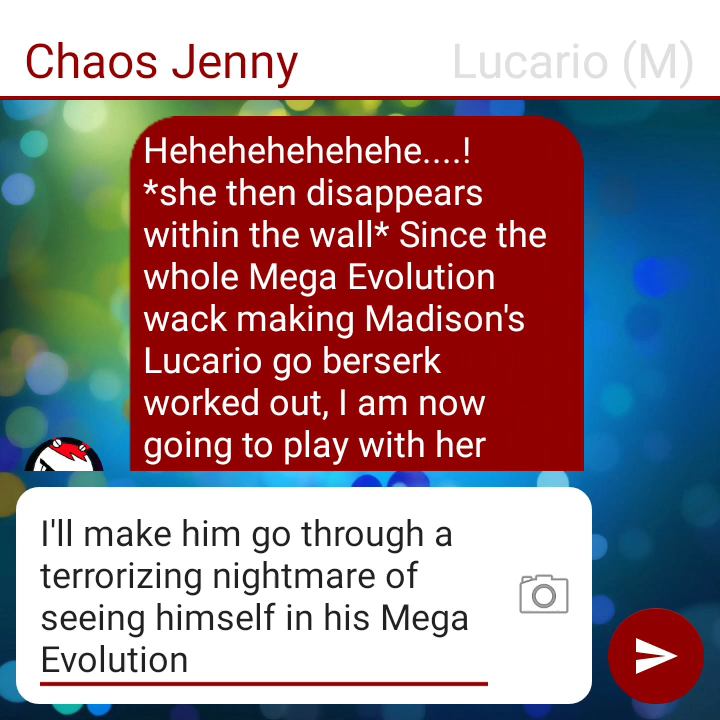 Chaos Jenny
Lucario (M)
Hehehehehehehe....!
*she then disappears
within the wall* Since the
whole Mega Evolution
wack making Madison's
Lucario go berserk
worked out, I am now
going to play with her
I'll make him go through a
terrorizing nightmare of
seeing himself in his Mega
Evolution